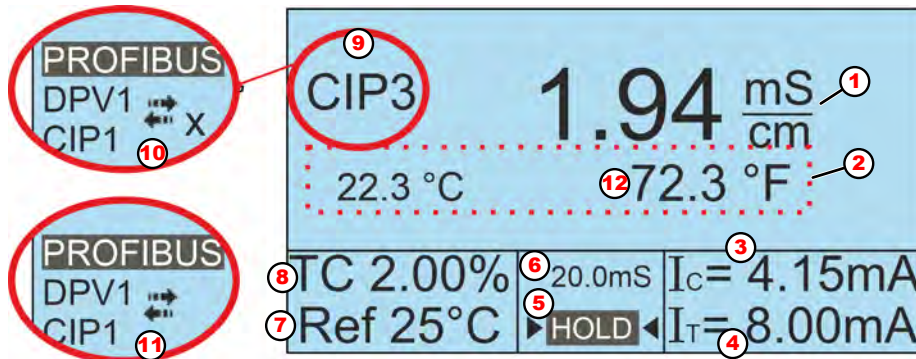 PROFIBUS
DPV1
CIP1 X
10
PROFIBUS
DPV1
CIP1
11
9
CIP3 1.94 mS/cm 1
2
22.3 °C 12 72.3 °F
3
8 TC 2.00% 6 20.0mS Ic= 4.15mA
7 Ref 25°C 5 HOLD IT= 8.00mA
4